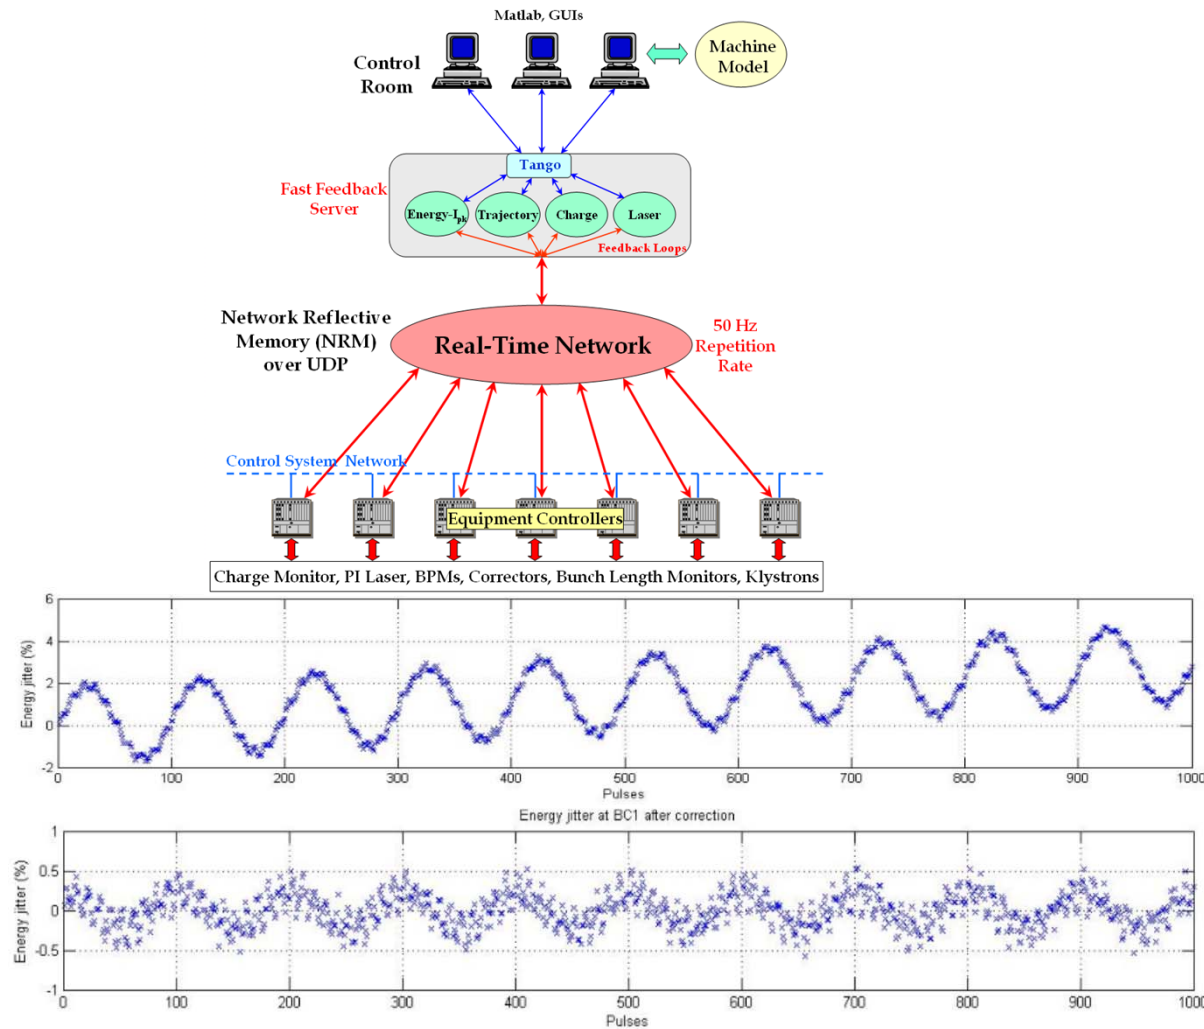 Matlab, GUIs
Control
Room
Machine
Model
Tango
Fast Feedback
Server
Energy-Ipk
Trajectory
Charge
Laser
Feedback Loops
Network Reflective
Memory (NRM)
over UDP
Real-Time Network
50 Hz
Repetition
Rate
Control System Network
Equipment Controllers
Charge Monitor, PI Laser, BPMs, Correctors, Bunch Length Monitors, Klystrons
Energy jitter (%)
6
4
2
0
-2
0 100 200 300 400 500 600 700 800 900 1000
Pulses
Energy jitter at BC1 after correction
Energy jitter (%)
1
0.5
0
-0.5
-1
0 100 200 300 400 500 600 700 800 900 1000
Pulses